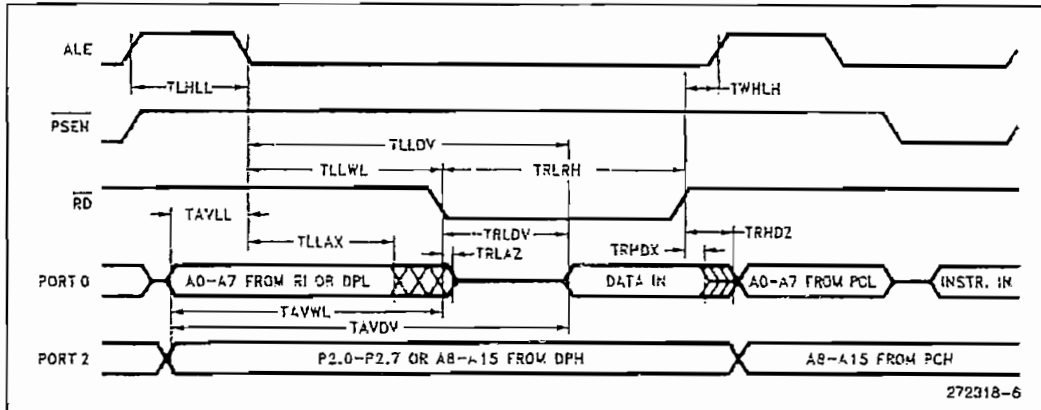 ALE
TLHLL
TWHLH
PSEN
TLLDV
TLLWL
TRLRH
RD
TAVLL
TRLDV
TRHDZ
TLLAX
TRLAZ
TRHDX
PORT 0
A0-A7 FROM RI OR DPL
DATA IN
A0-A7 FROM PCL
INSTR. IN
TAVWL
TAVDV
PORT 2
P2.0-P2.7 OR A8-A15 FROM DPH
A8-A15 FROM PCH
272318-6